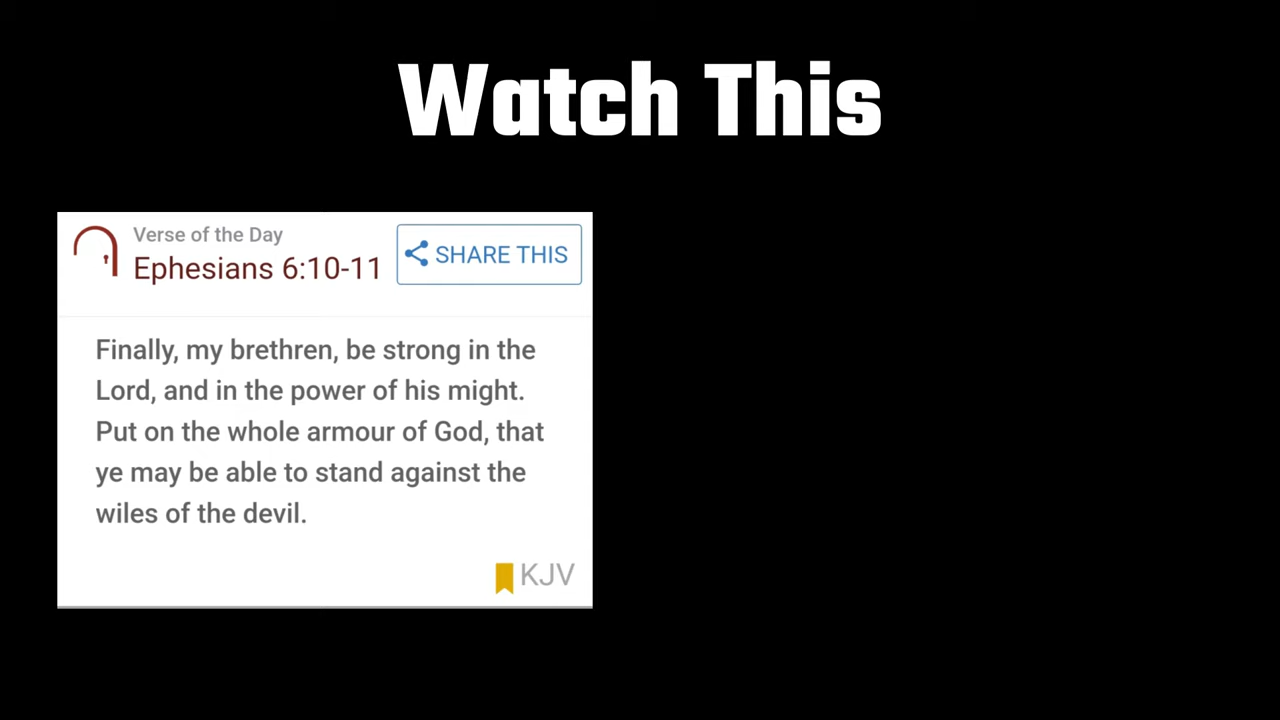 Watch This
Verse of the Day
Ephesians 6:10-11
SHARE THIS
Finally, my brethren, be strong in the
Lord, and in the power of his might.
Put on the whole armour of God, that
ye may be able to stand against the
wiles of the devil.
KJV